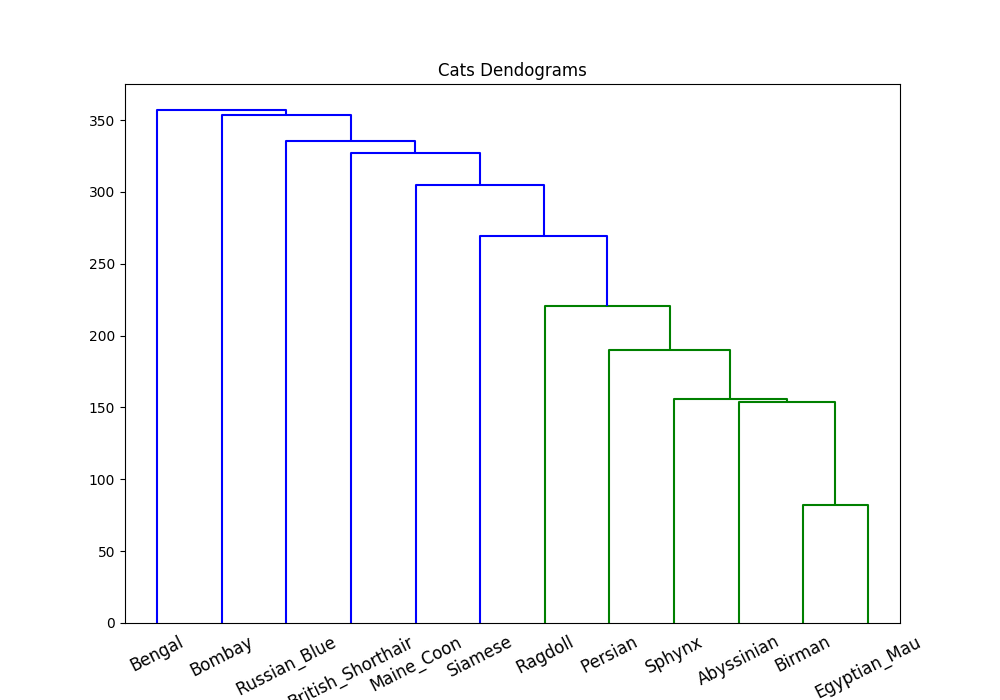 Cats Dendograms
350
300
250
200
150
100
50
0
Bengal
Bombay
Russian_Blue
British_Shorthair
Maine_Coon
Siamese
Ragdoll
Persian
Sphynx
Abyssinian
Birman
Egyptian_Mau